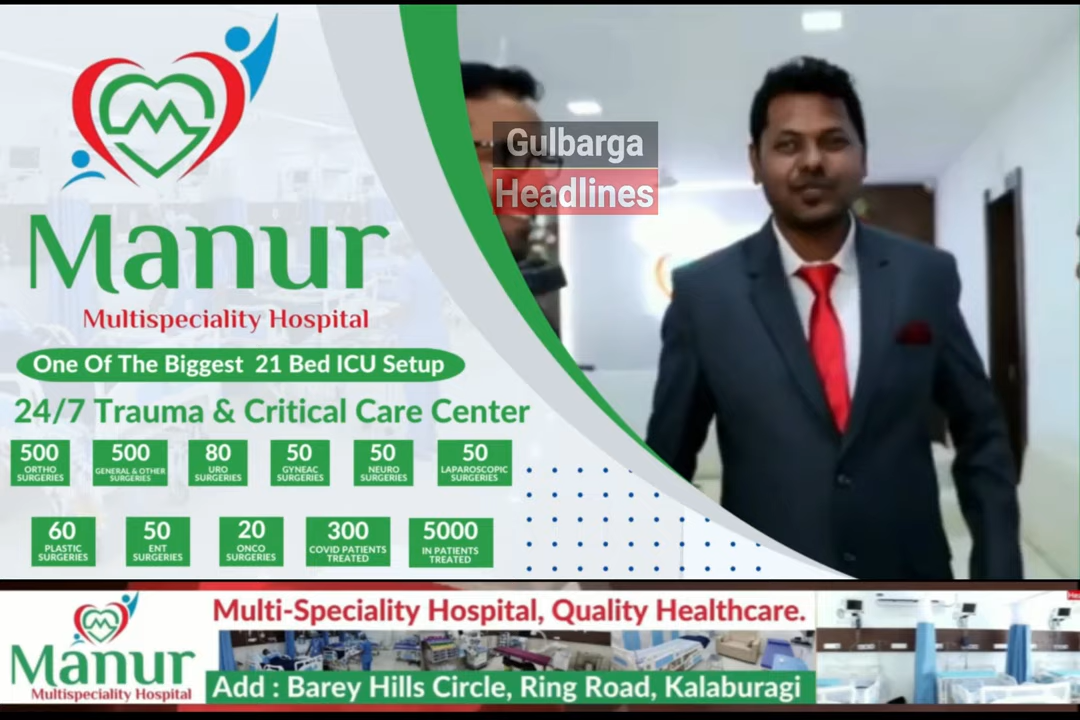 Manur
Multispeciality Hospital
One Of The Biggest 21 Bed ICU Setup
24/7 Trauma & Critical Care Center
500
ORTHO
SURGERIES
500
GENERAL & OTHER
SURGERIES
80
URO
SURGERIES
50
GYNEAC
SURGERIES
50
NEURO
SURGERIES
50
LAPAROSCOPIC
SURGERIES
60
PLASTIC
SURGERIES
50
ENT
SURGERIES
20
ONCO
SURGERIES
300
COVID PATIENTS
TREATED
5000
IN PATIENTS
TREATED
Gulbarga
Headlines
Manur
Multispeciality Hospital
Multi-Speciality Hospital, Quality Healthcare.
Add : Barey Hills Circle, Ring Road, Kalaburagi